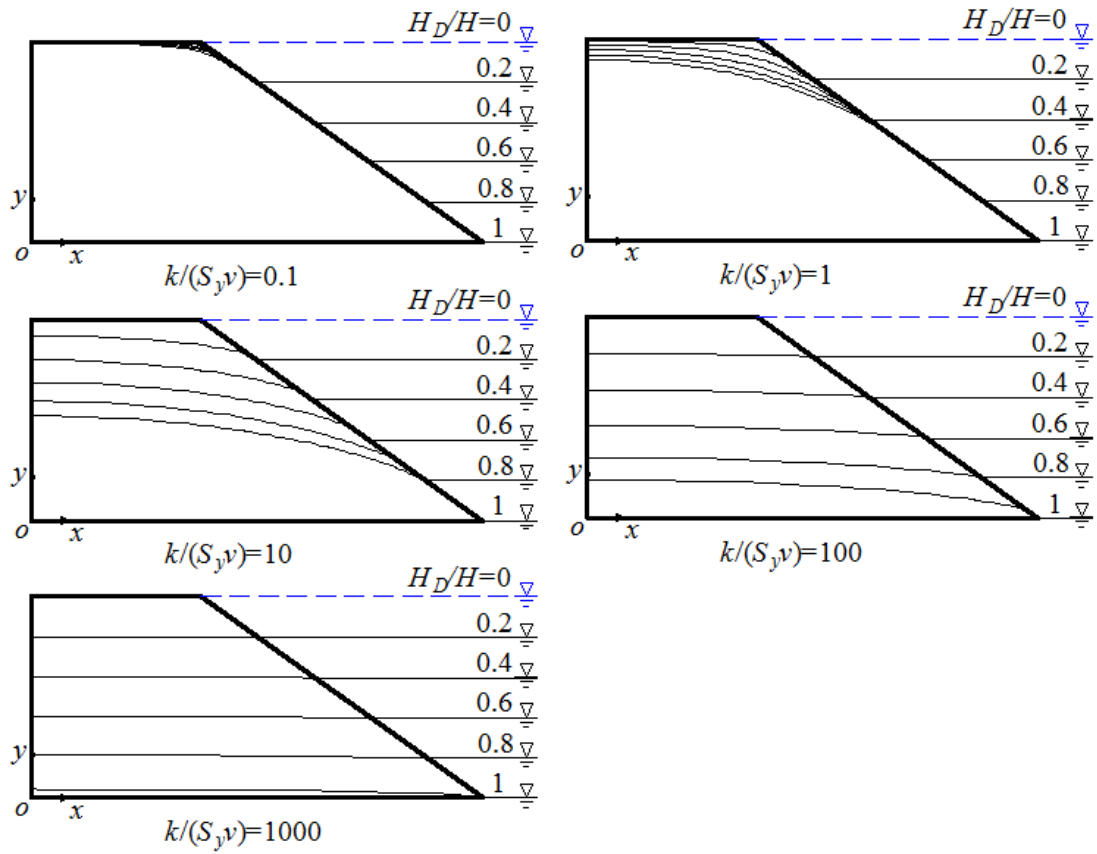 H_D/H=0
0.2
0.4
0.6
0.8
1
y
o
x
k/(S_yv)=0.1
H_D/H=0
0.2
0.4
0.6
0.8
1
y
o
x
k/(S_yv)=1
H_D/H=0
0.2
0.4
0.6
0.8
1
y
o
x
k/(S_yv)=10
H_D/H=0
0.2
0.4
0.6
0.8
1
y
o
x
k/(S_yv)=100
H_D/H=0
0.2
0.4
0.6
0.8
1
y
o
x
k/(S_yv)=1000